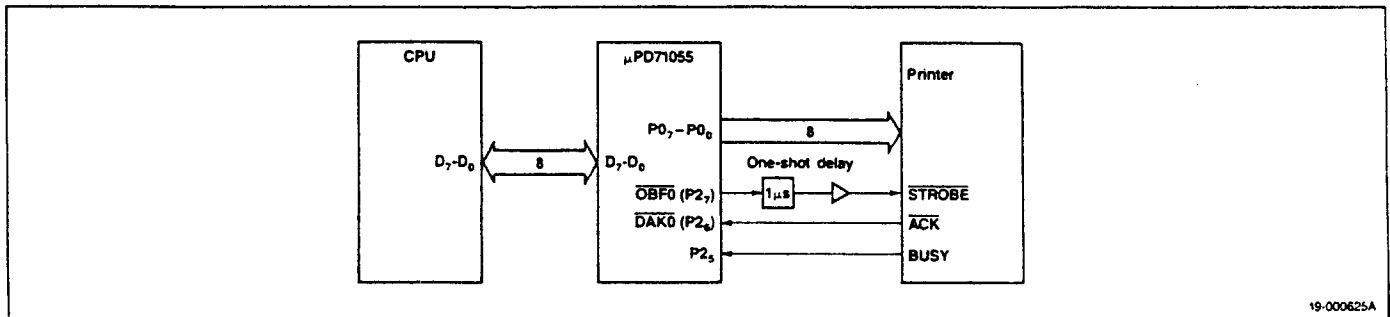 CPU
μPD71055
Printer
P0₇–P0₀
8
D₇-D₀
8
D₇-D₀
One-shot delay
OBF0 (P2₇)
1μs
STROBE
DAK0 (P2₆)
ACK
P2₅
BUSY
19-000625A